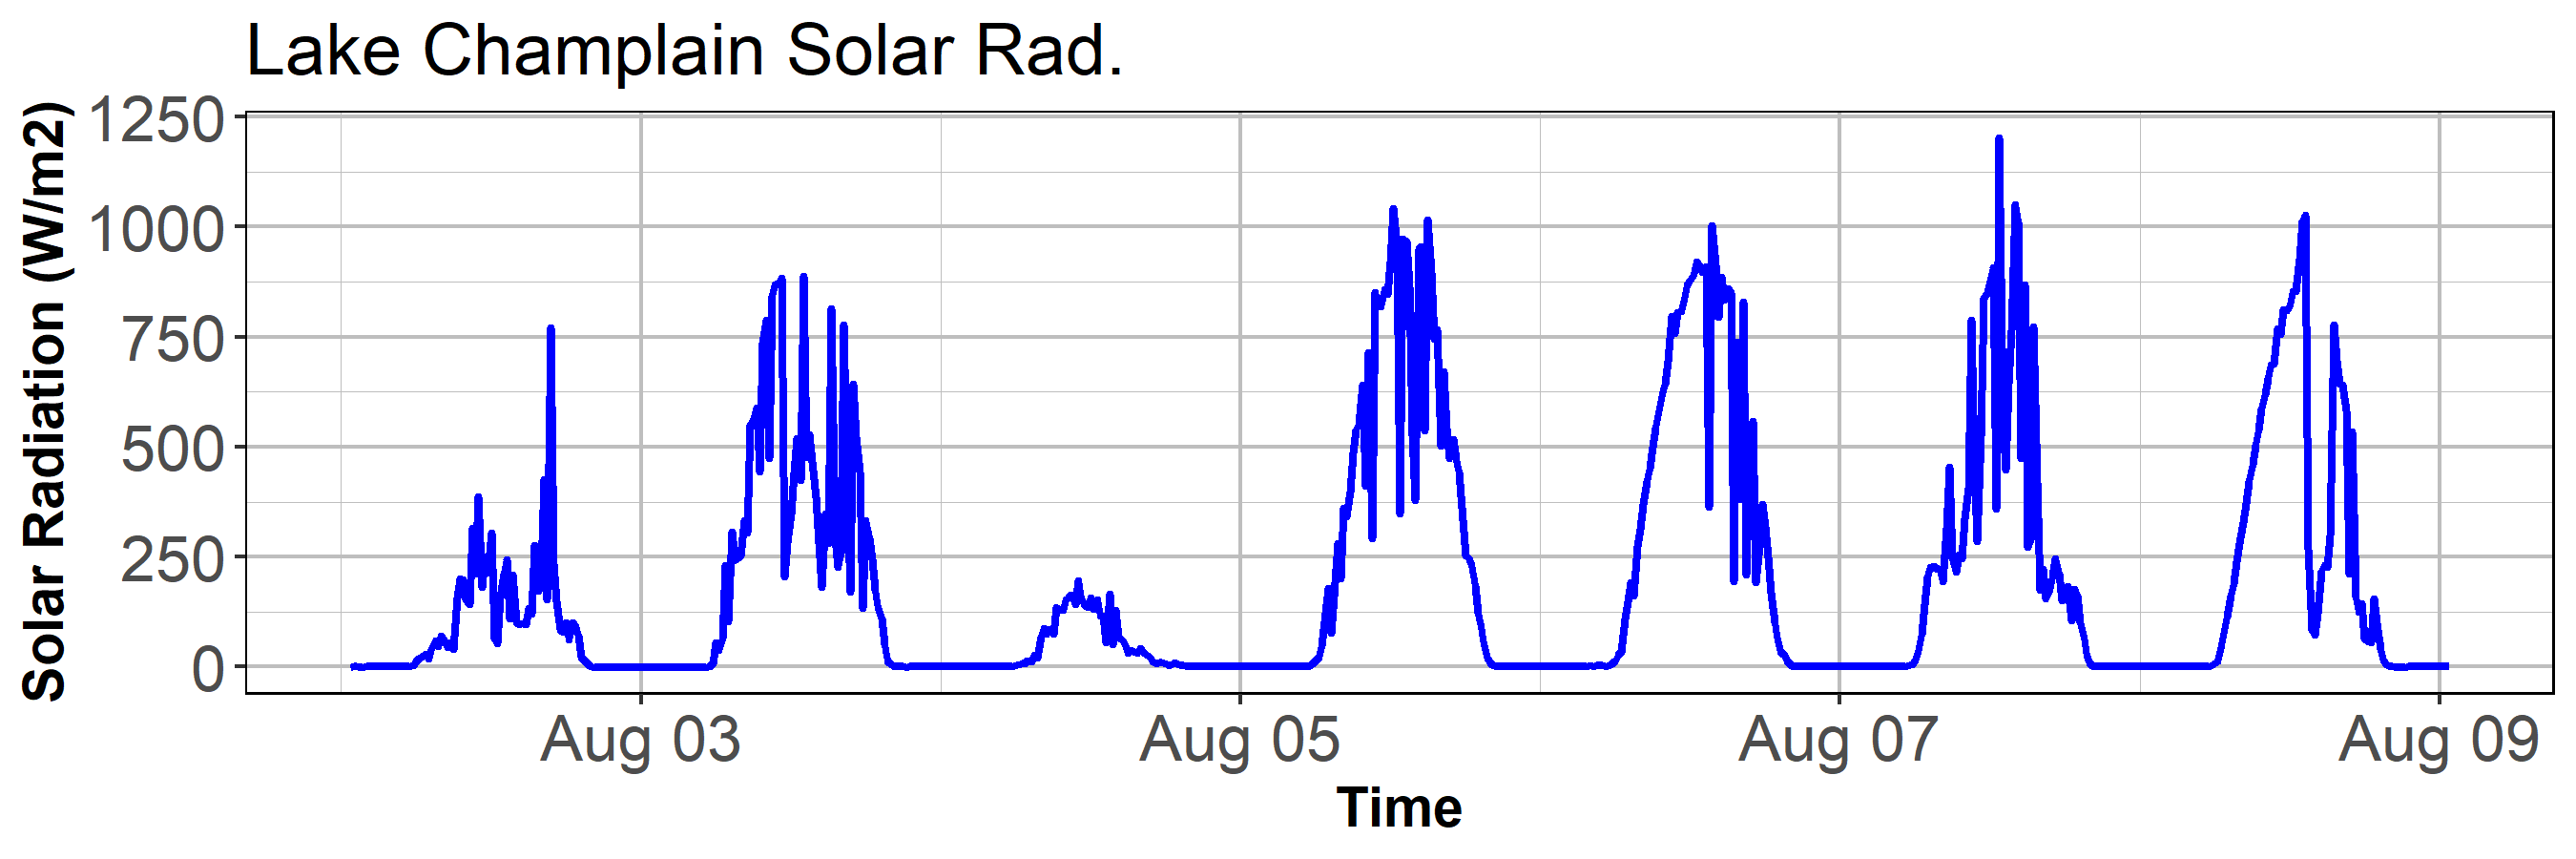 Lake Champlain Solar Rad.
Solar Radiation (W/m2)
1250
1000
750
500
250
0
Aug 03
Aug 05
Aug 07
Aug 09
Time